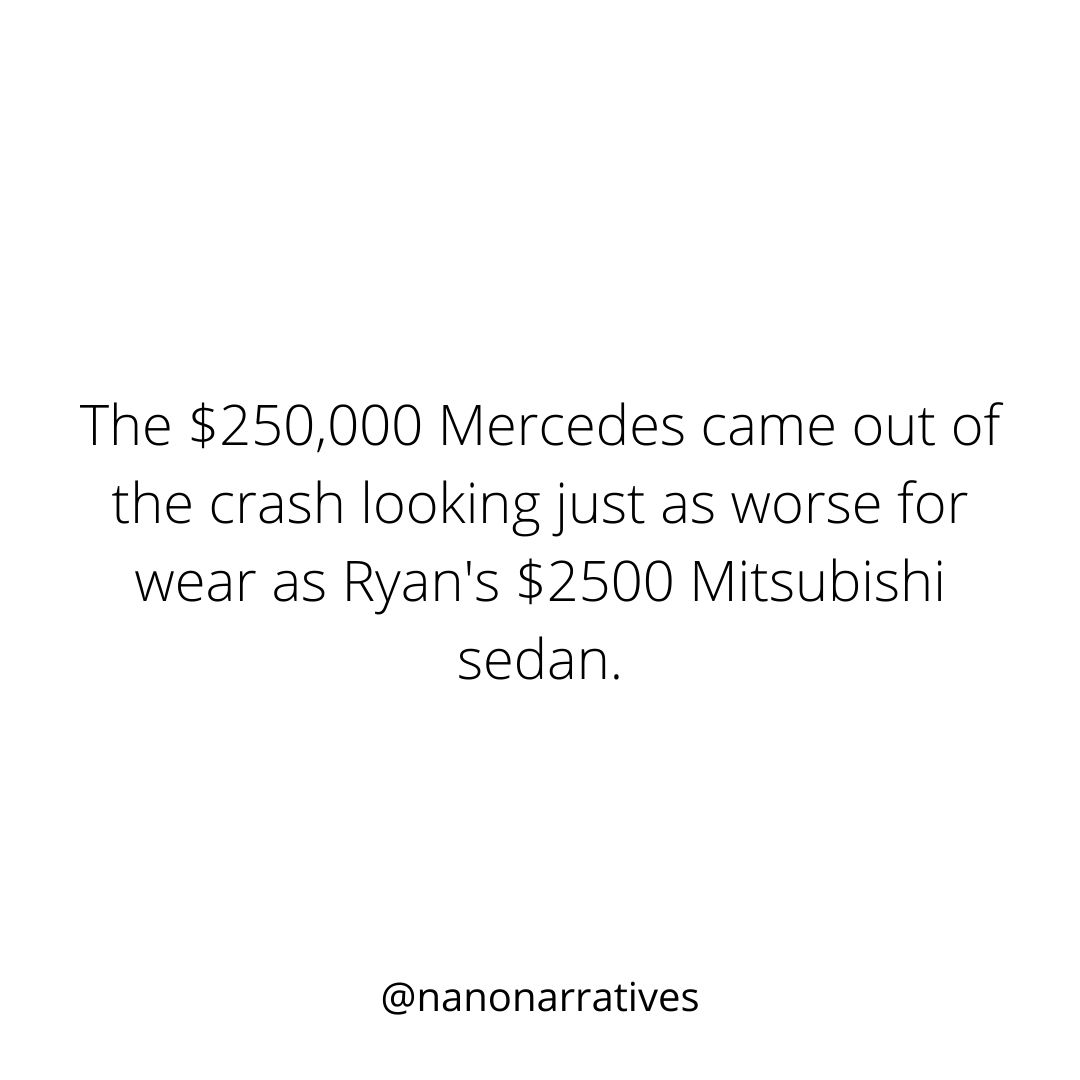 The $250,000 Mercedes came out of
the crash looking just as worse for
wear as Ryan's $2500 Mitsubishi
sedan.
@nanonarratives